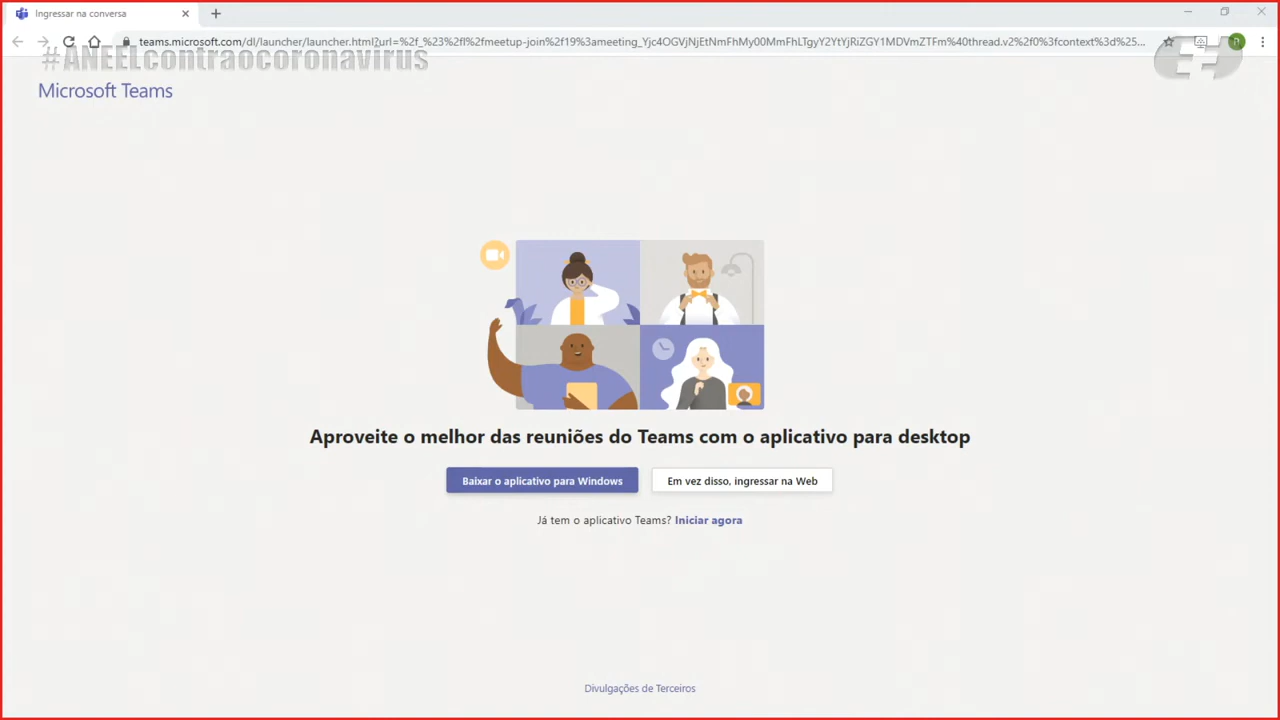 Ingressar na conversa
teams.microsoft.com/dl/launcher/launcher.html?url=%2f_%23%2fl%2fmeetup-join%2f19%3ameeting_Yjc4OGVjNjEtNmFhMy00MmFhLTgyY2YtYjRiZGY1MDVmZTFm%40thread.v2%2f0%3fcontext%3d%25...
#ANEELcontraocoronavirus
Microsoft Teams
Aproveite o melhor das reuniões do Teams com o aplicativo para desktop
Baixar o aplicativo para Windows
Em vez disso, ingressar na Web
Já tem o aplicativo Teams? Iniciar agora
Divulgações de Terceiros